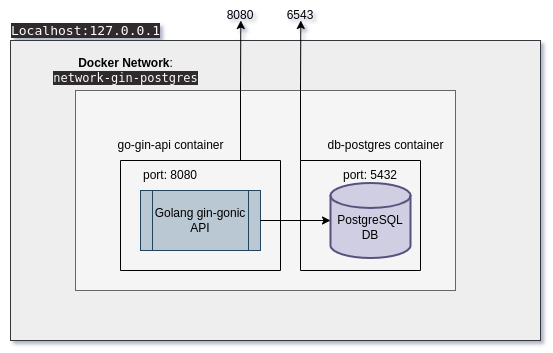 8080
6543
Localhost:127.0.0.1
Docker Network:
network-gin-postgres
go-gin-api container
db-postgres container
port: 8080
port: 5432
Golang gin-gonic
API
PostgreSQL
DB